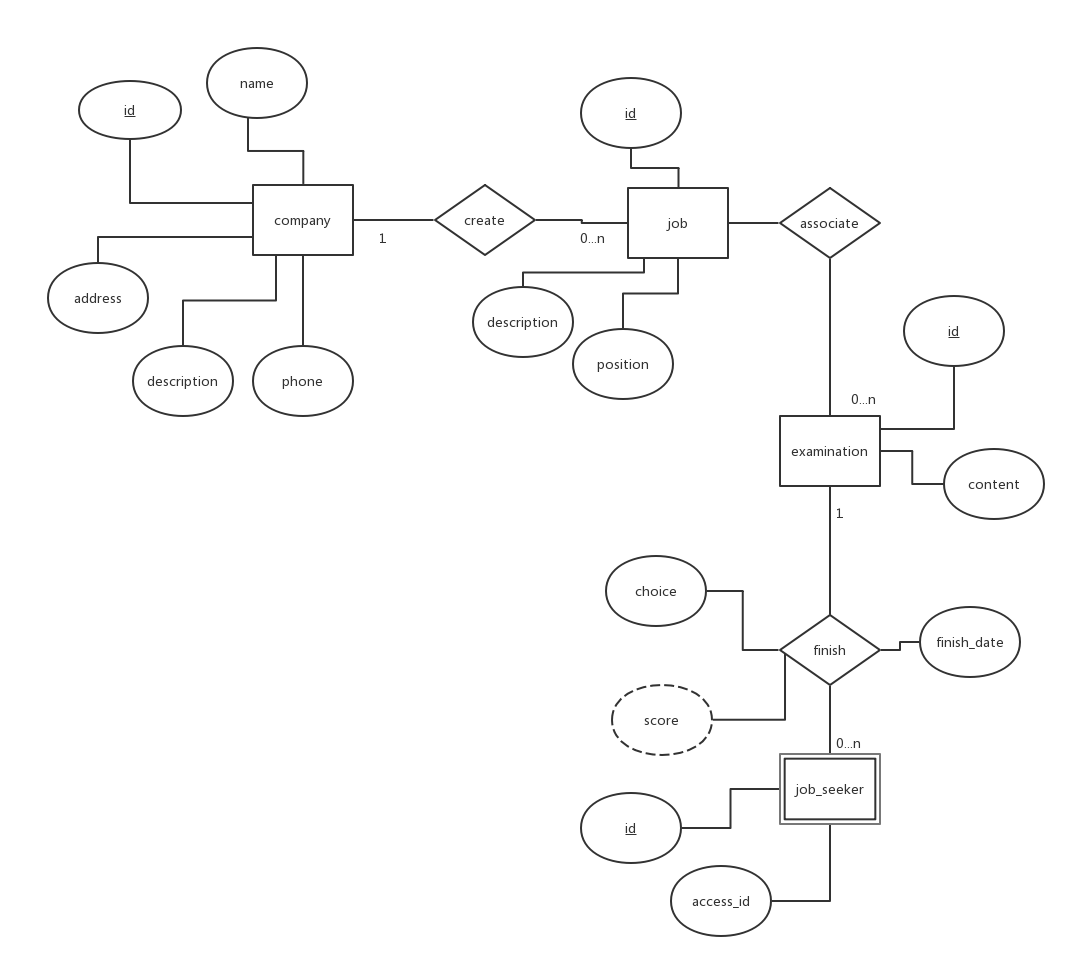 name
id
id
company
create
job
associate
1
0...n
address
description
id
position
description
phone
0...n
examination
content
1
choice
finish_date
finish
score
0...n
job_seeker
id
access_id